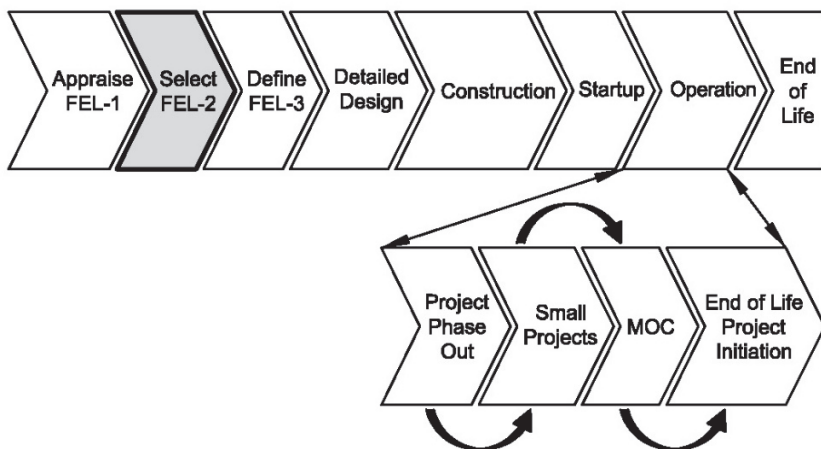 Appraise
FEL-1
Select
FEL-2
Define
FEL-3
Detailed
Design
Construction
Startup
Operation
End
of
Life
Project
Phase
Out
Small
Projects
MOC
End of Life
Project
Initiation